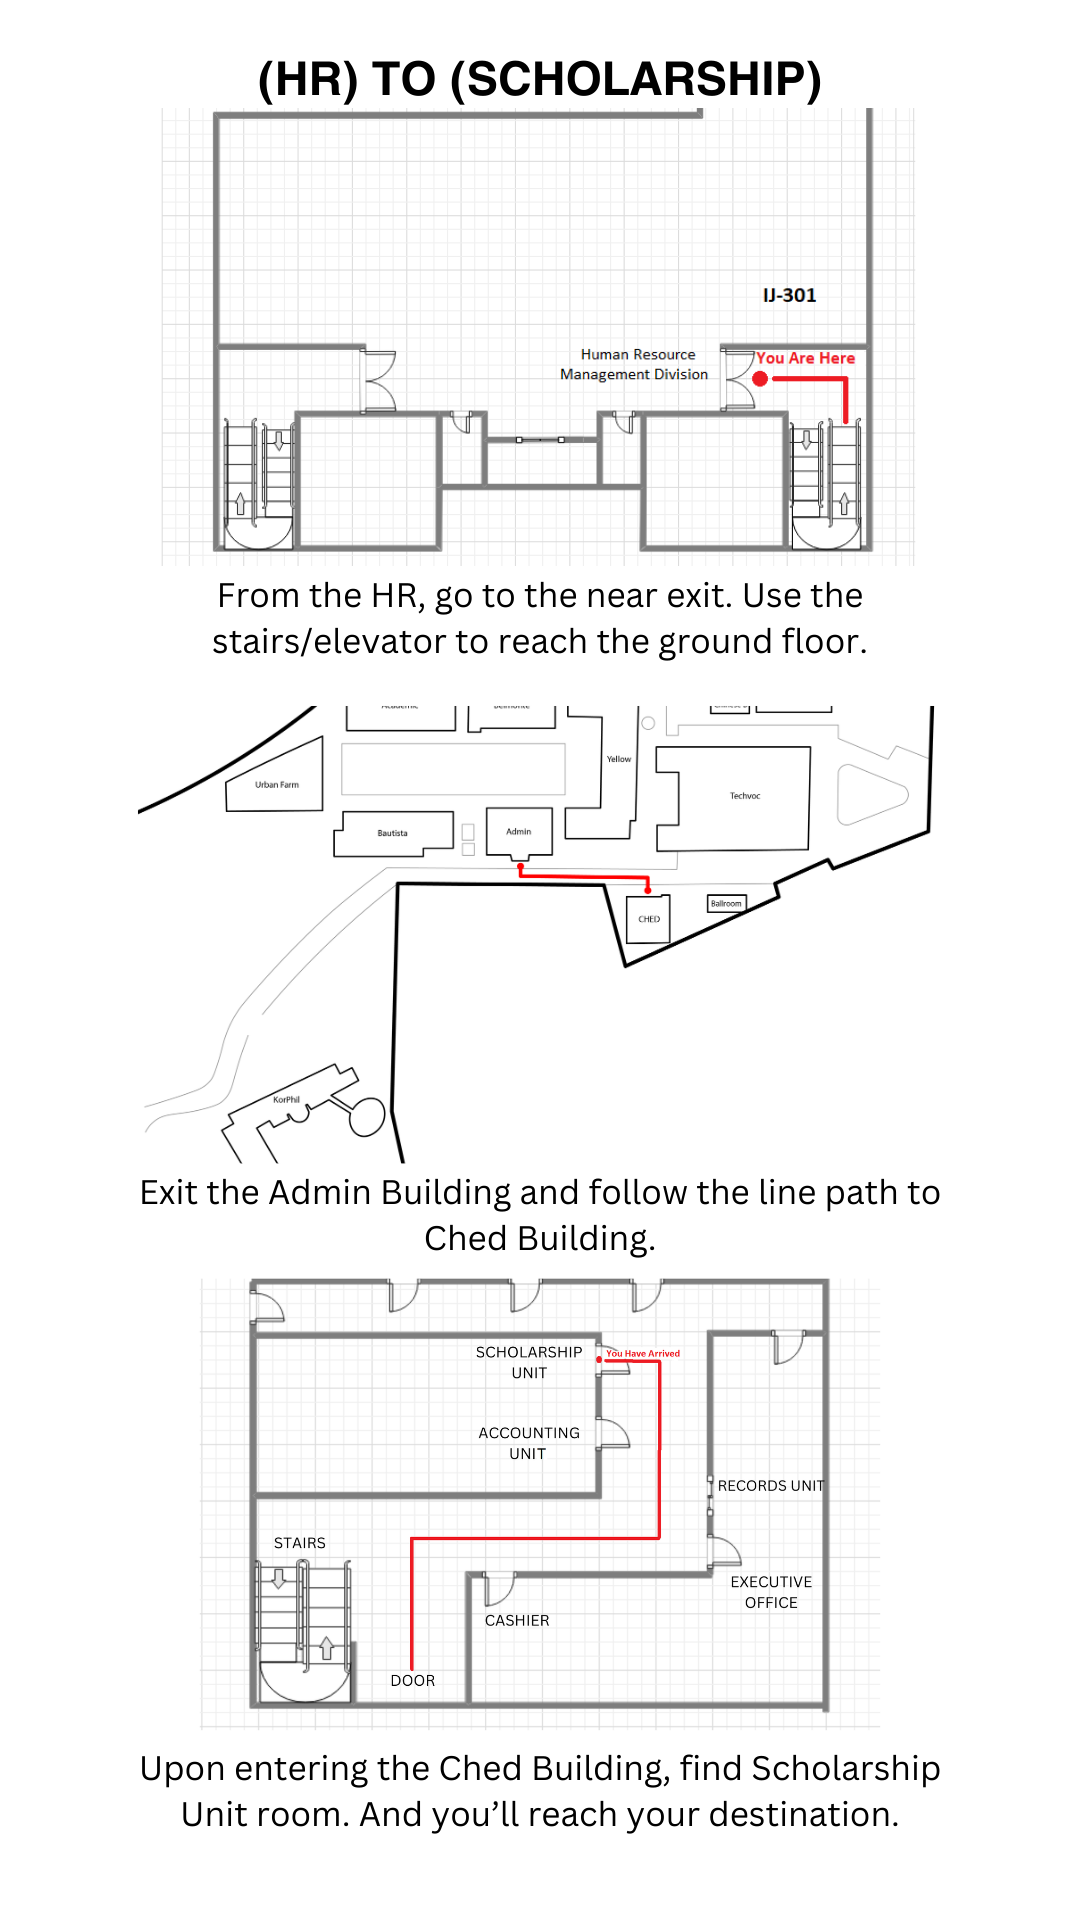 (HR) TO (SCHOLARSHIP)
IJ-301
You Are Here
Human Resource
Management Division
From the HR, go to the near exit. Use the
stairs/elevator to reach the ground floor.
Academic
Belmonte
Yellow
Urban Farm
Techvoc
Bautista
Admin
CHED
Ballroom
KorPhil
Exit the Admin Building and follow the line path to
Ched Building.
SCHOLARSHIP
UNIT
You Have Arrived
ACCOUNTING
UNIT
RECORDS UNIT
STAIRS
EXECUTIVE
OFFICE
CASHIER
DOOR
Upon entering the Ched Building, find Scholarship
Unit room. And you’ll reach your destination.